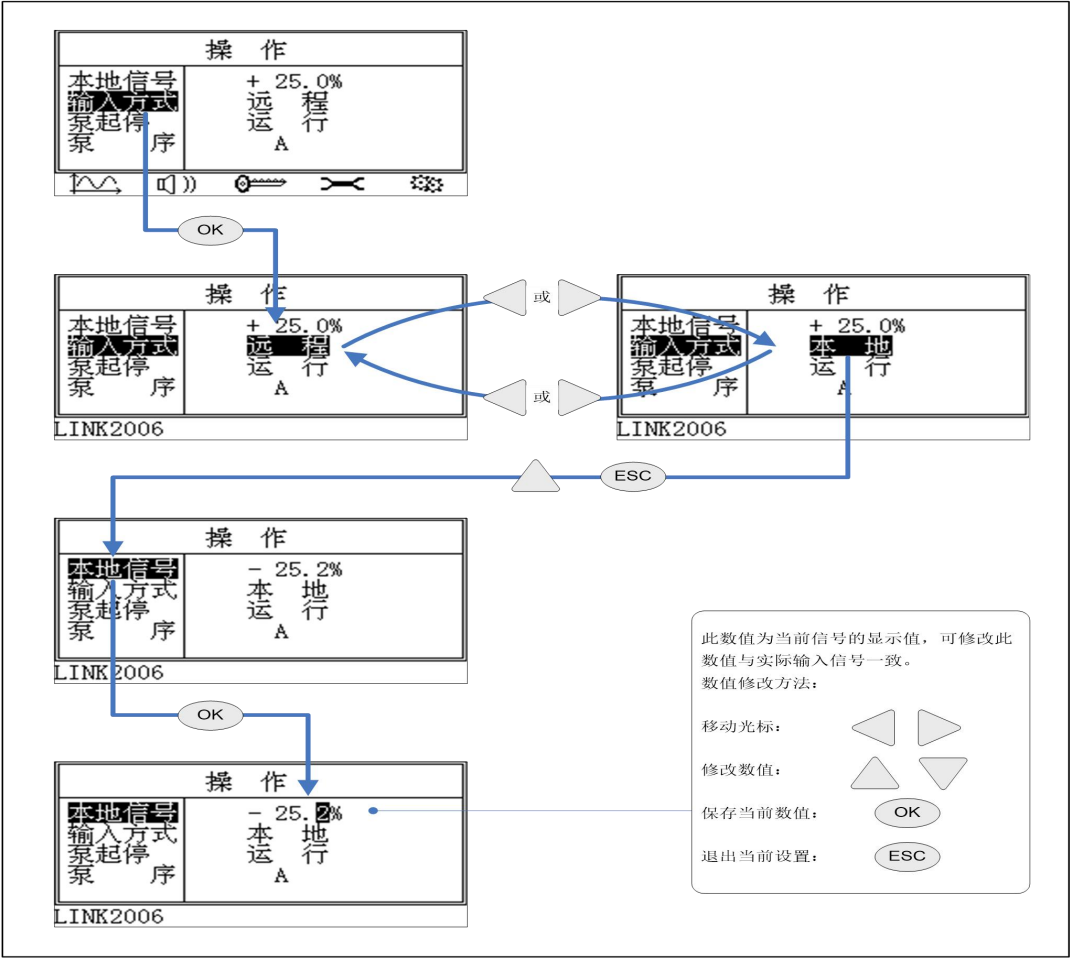 操 作
本地信号 + 25.0%
输入方式 远 程
泵起停 运 行
泵 序 A
OK
操 作
本地信号 + 25.0%
输入方式 远 程
泵起停 运 行
泵 序 A
LINK2006
或
或
操 作
本地信号 + 25.0%
输入方式 本 地
泵起停 运 行
泵 序 A
LINK2006
ESC
操 作
本地信号 - 25.2%
输入方式 本 地
泵起停 运 行
泵 序 A
LINK2006
OK
操 作
本地信号 - 25.2%
输入方式 本 地
泵起停 运 行
泵 序 A
LINK2006
此数值为当前信号的显示值，可修改此
数值与实际输入信号一致。
数值修改方法：
移动光标：
修改数值：
保存当前数值： OK
退出当前设置： ESC